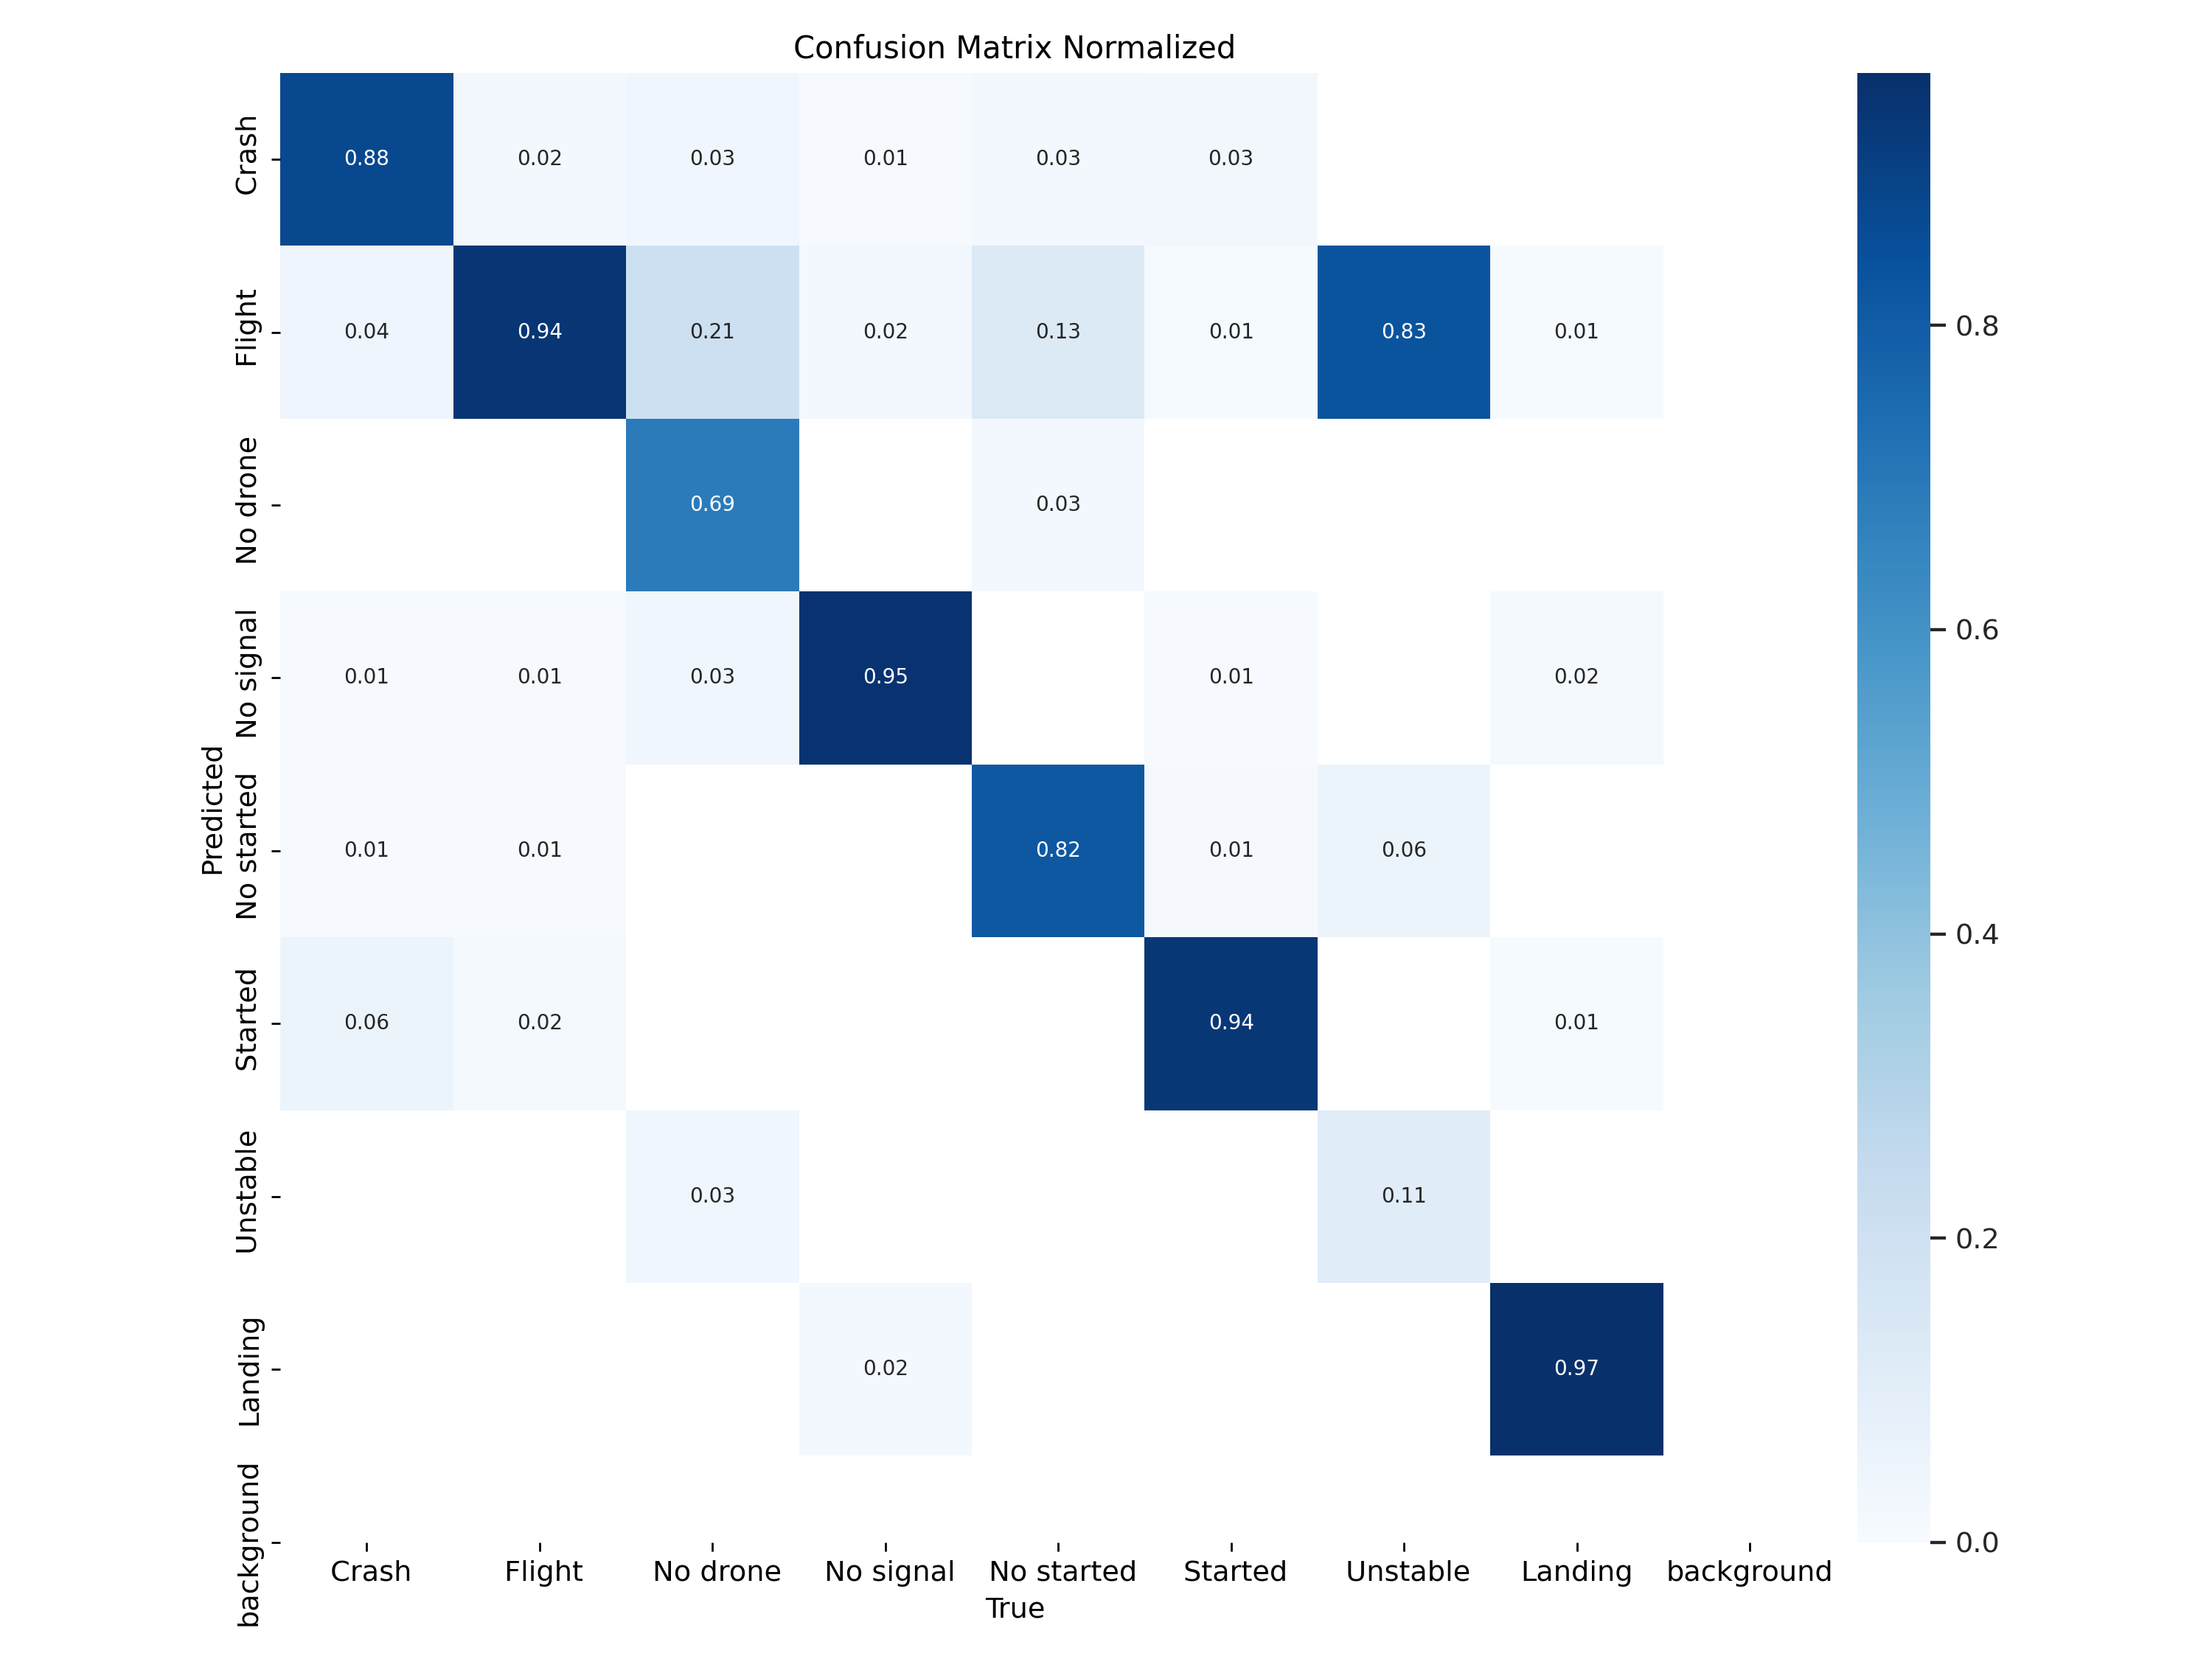 Confusion Matrix Normalized
Crash 0.88 0.02 0.03 0.01 0.03 0.03
Flight 0.04 0.94 0.21 0.02 0.13 0.01 0.83 0.01
No drone 0.69 0.03
No signal 0.01 0.01 0.03 0.95 0.01 0.02
No started 0.01 0.01 0.82 0.01 0.06
Started 0.06 0.02 0.94 0.01
Unstable 0.03 0.11
Landing 0.02 0.97
background
Predicted
Crash Flight No drone No signal No started Started Unstable Landing background
True
0.8
0.6
0.4
0.2
0.0